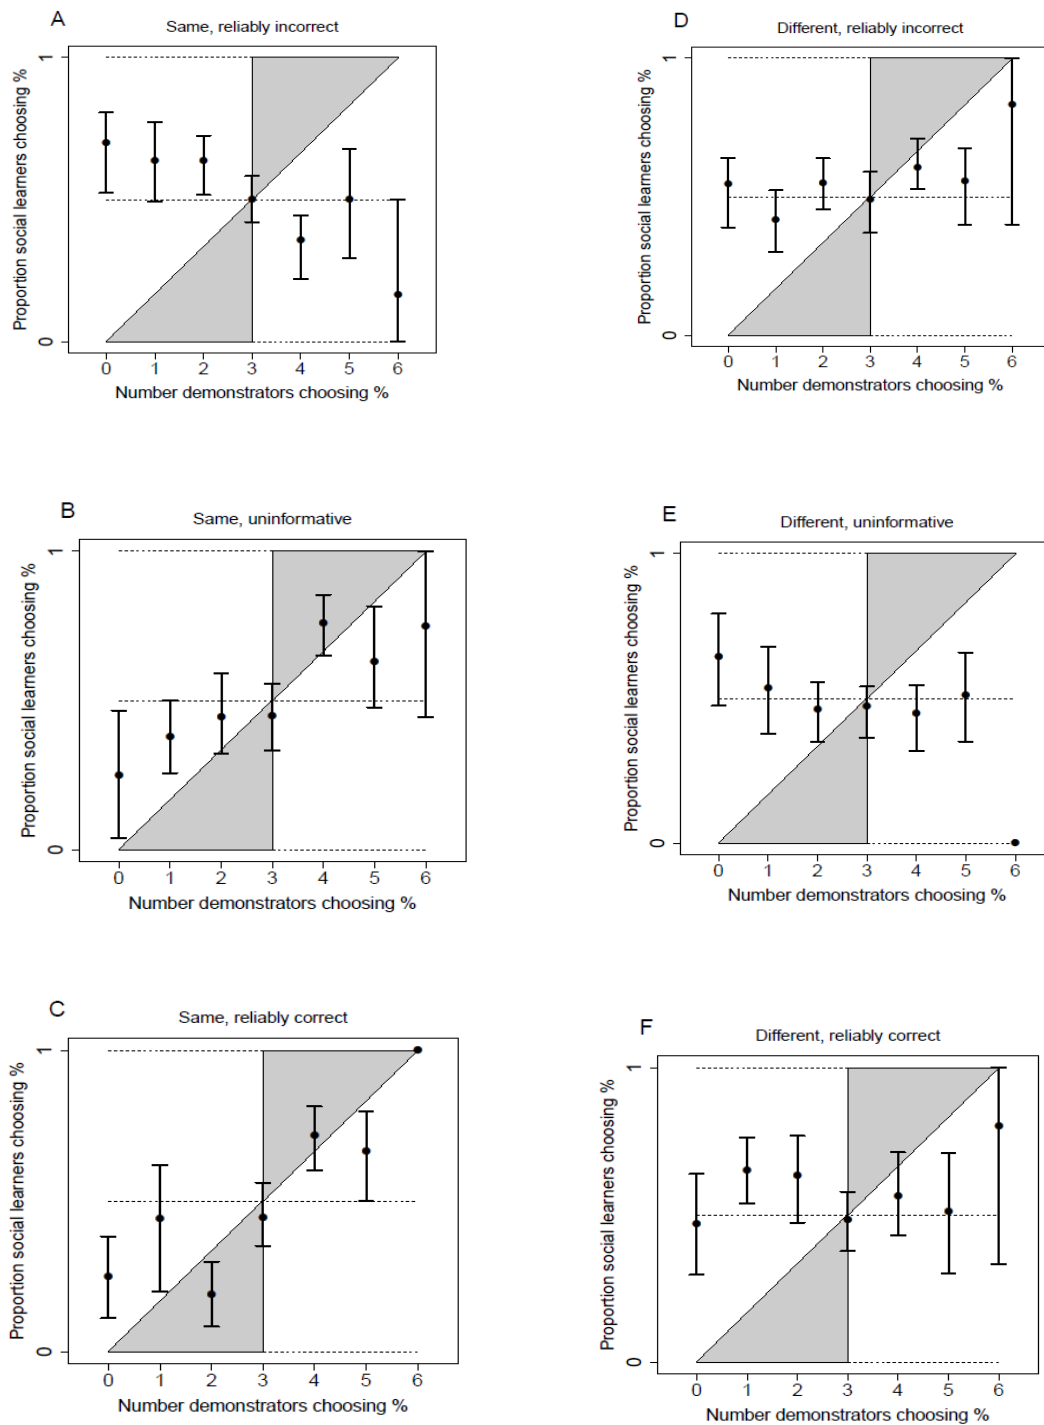 A
Same, reliably incorrect
Proportion social learners choosing %
1
0
0 1 2 3 4 5 6
Number demonstrators choosing %
D
Different, reliably incorrect
Proportion social learners choosing %
1
0
0 1 2 3 4 5 6
Number demonstrators choosing %
B
Same, uninformative
Proportion social learners choosing %
1
0
0 1 2 3 4 5 6
Number demonstrators choosing %
E
Different, uninformative
Proportion social learners choosing %
1
0
0 1 2 3 4 5 6
Number demonstrators choosing %
C
Same, reliably correct
Proportion social learners choosing %
1
0
0 1 2 3 4 5 6
Number demonstrators choosing %
F
Different, reliably correct
Proportion social learners choosing %
1
0
0 1 2 3 4 5 6
Number demonstrators choosing %